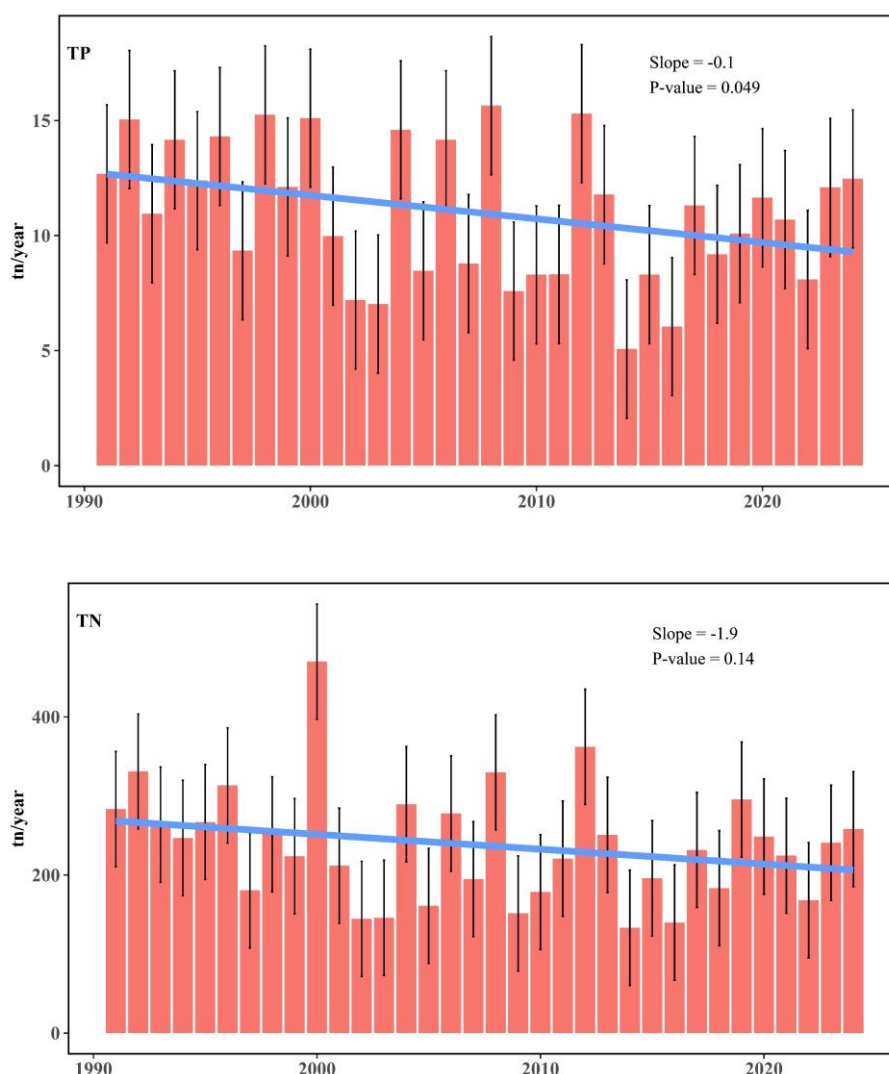 TP
Slope = -0.1
P-value = 0.049
15
10
5
0
tn/year
1990
2000
2010
2020
TN
Slope = -1.9
P-value = 0.14
400
200
0
tn/year
1990
2000
2010
2020